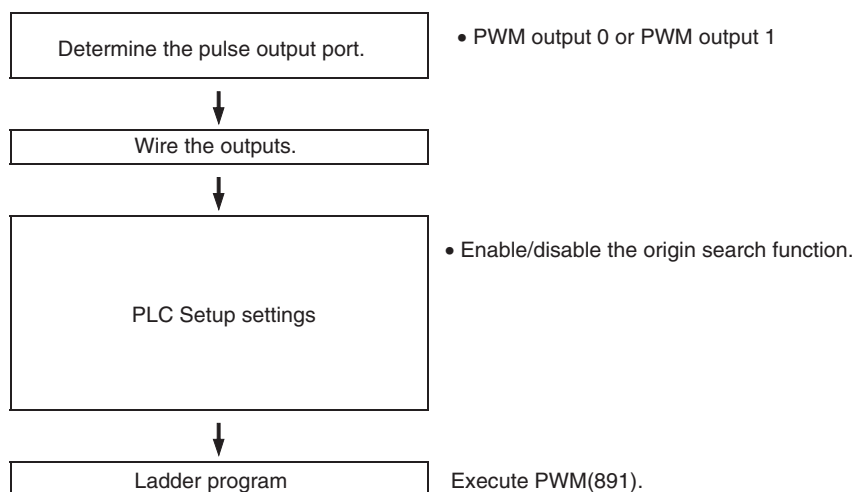 Determine the pulse output port.
• PWM output 0 or PWM output 1
Wire the outputs.
PLC Setup settings
• Enable/disable the origin search function.
Ladder program
Execute PWM(891).